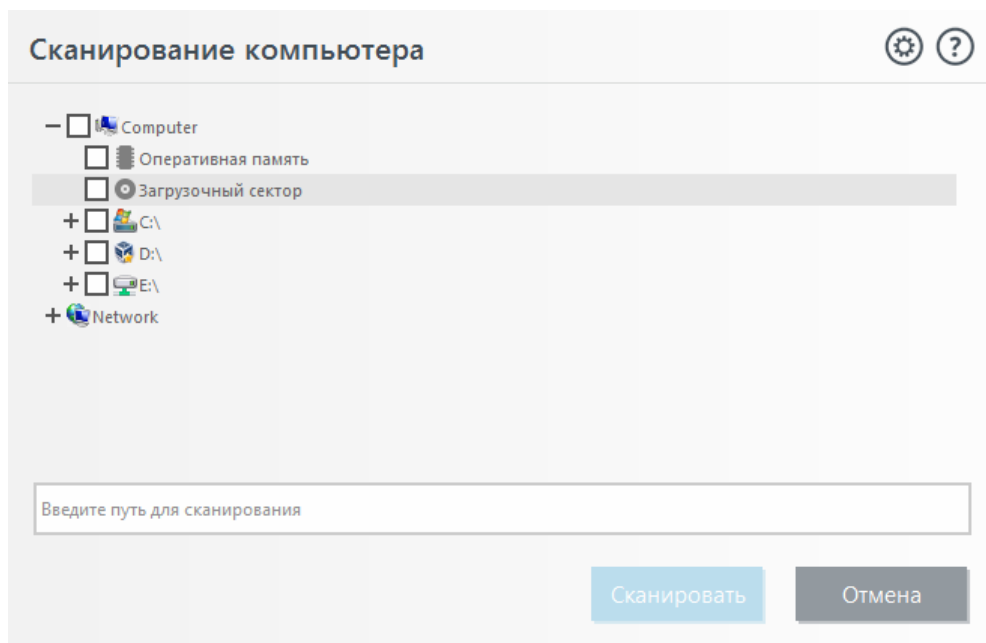 Сканирование компьютера
Computer
Оперативная память
Загрузочный сектор
C:\
D:\
E:\
Network
Введите путь для сканирования
Сканировать Отмена